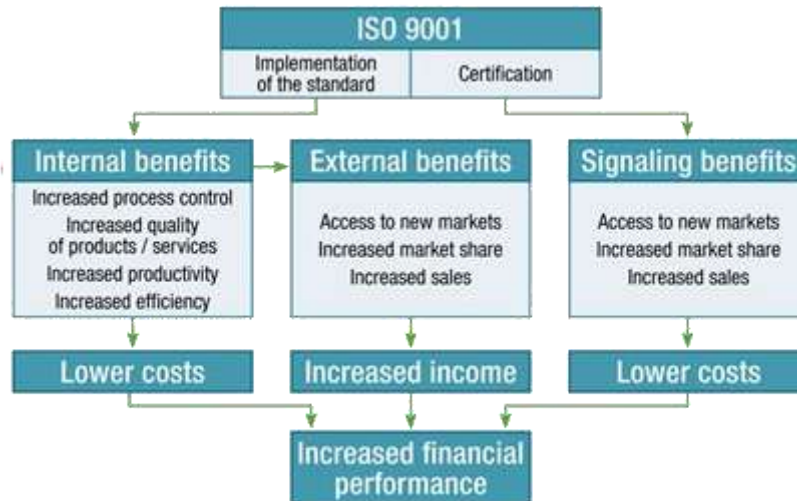 ISO 9001
Implementation
of the standard
Certification
Internal benefits
Increased process control
Increased quality
of products / services
Increased productivity
Increased efficiency
External benefits
Access to new markets
Increased market share
Increased sales
Signaling benefits
Access to new markets
Increased market share
Increased sales
Lower costs
Increased income
Lower costs
Increased financial
performance